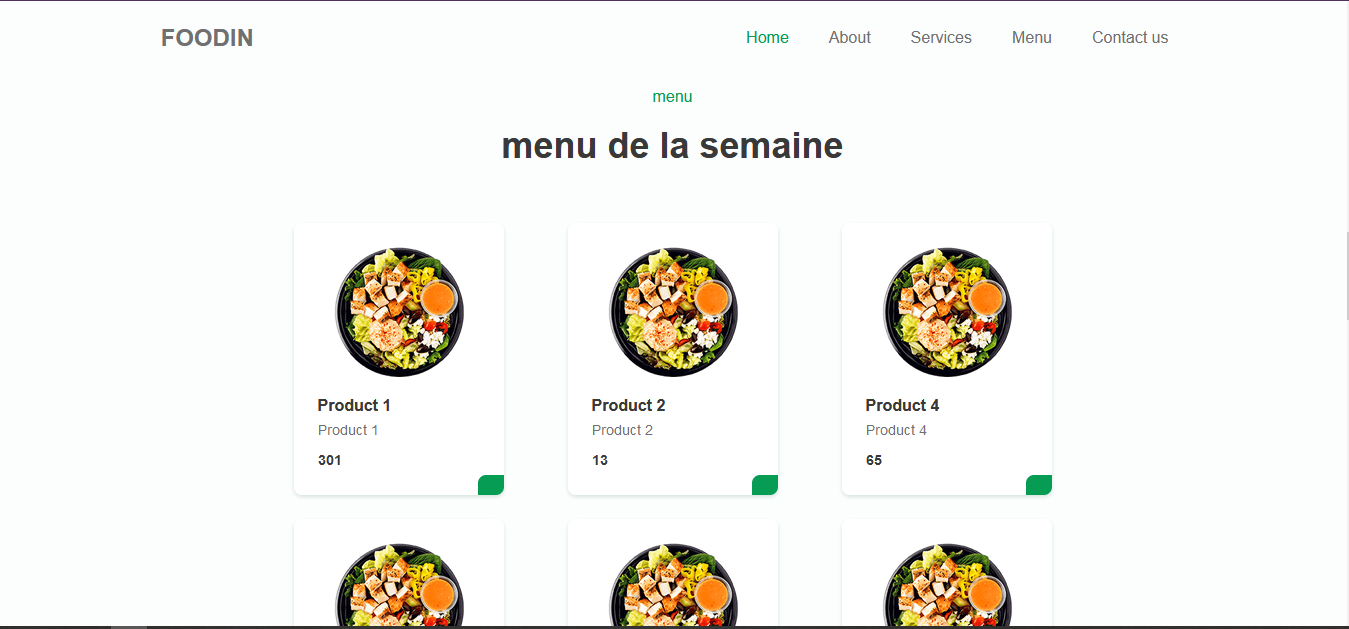 FOODIN Home About Services Menu Contact us
menu
menu de la semaine
Product 1 Product 2 Product 4
Product 1 Product 2 Product 4
301 13 65